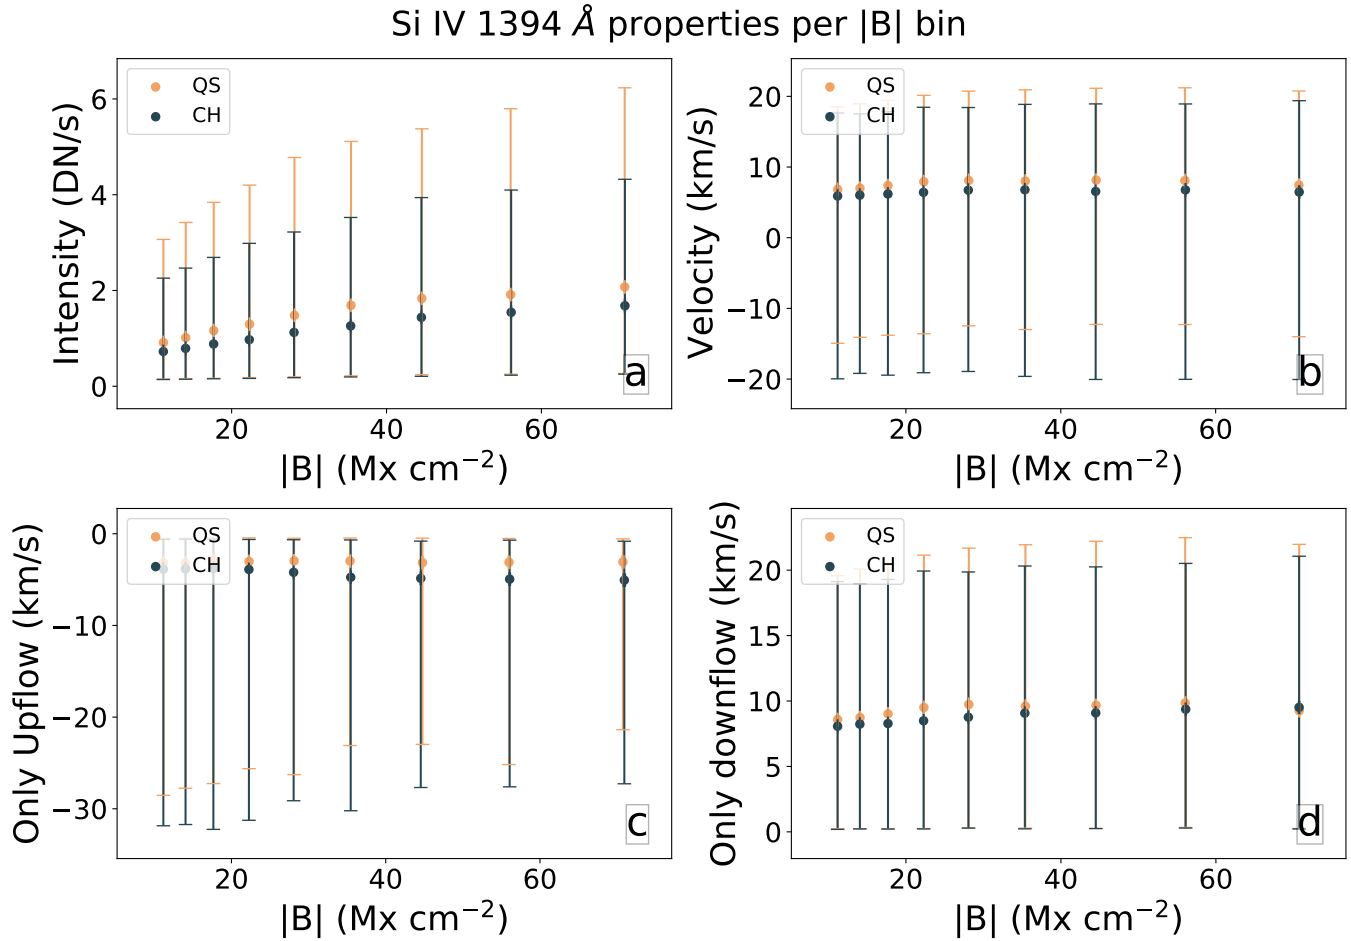 Si IV 1394 Å properties per |B| bin
QS
CH
6
4
2
0
Intensity (DN/s)
20 40 60
|B| (Mx cm⁻²)
a
QS
CH
20
10
0
−10
−20
Velocity (km/s)
20 40 60
|B| (Mx cm⁻²)
b
QS
CH
0
−10
−20
−30
Only Upflow (km/s)
20 40 60
|B| (Mx cm⁻²)
c
QS
CH
20
15
10
5
0
Only downflow (km/s)
20 40 60
|B| (Mx cm⁻²)
d